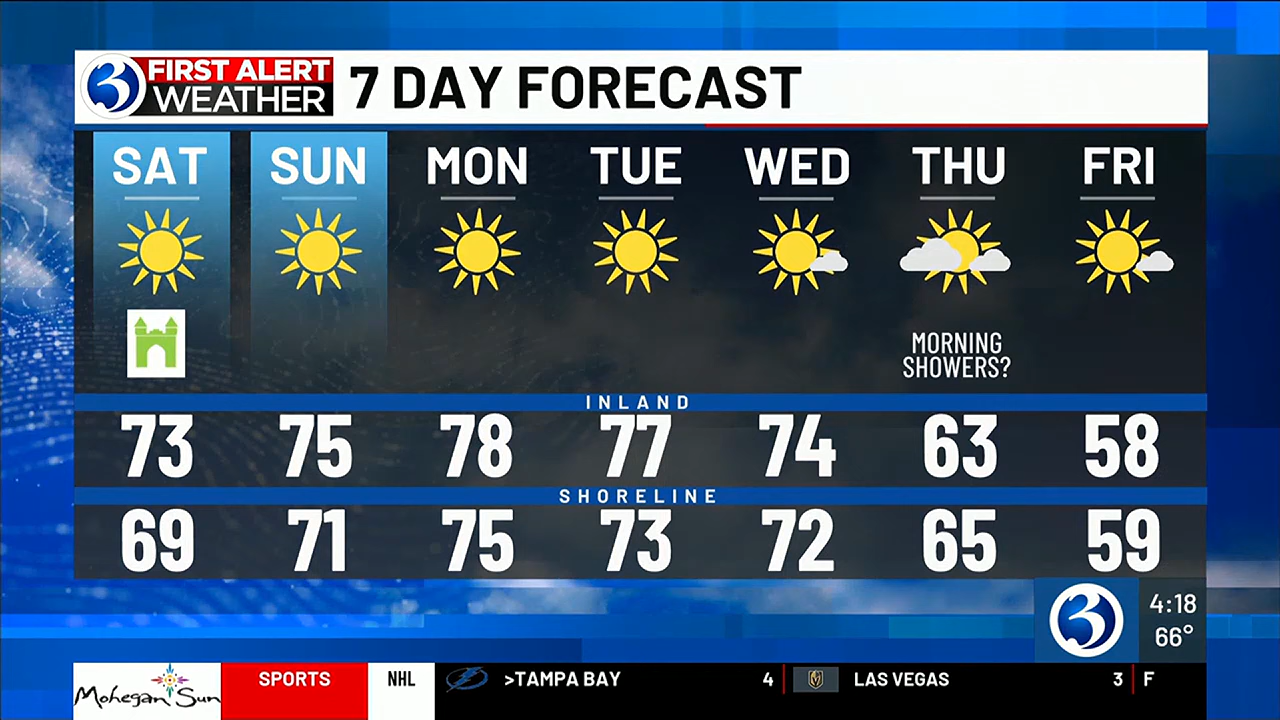 3 FIRST ALERT WEATHER 7 DAY FORECAST
SAT SUN MON TUE WED THU FRI
MORNING
SHOWERS?
INLAND
73 75 78 77 74 63 58
SHORELINE
69 71 75 73 72 65 59
3 4:18
66°
Mohegan Sun SPORTS NHL >TAMPA BAY 4 LAS VEGAS 3 F